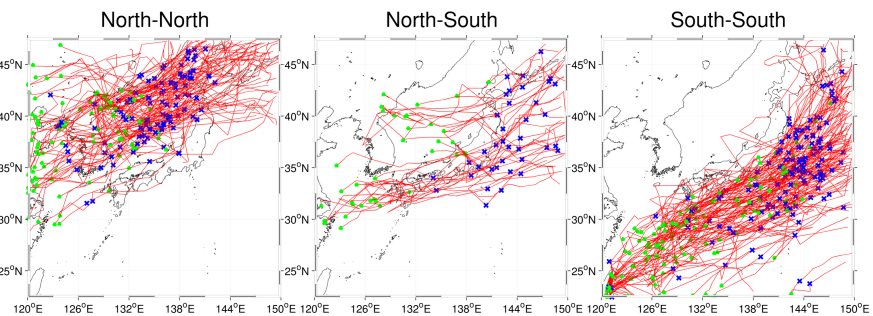 North-North North-South South-South
45°N 45°N 45°N
40°N 40°N 40°N
35°N 35°N 35°N
30°N 30°N 30°N
25°N 25°N 25°N
120°E 126°E 132°E 138°E 144°E 150°E 120°E 126°E 132°E 138°E 144°E 150°E 120°E 126°E 132°E 138°E 144°E 150°E